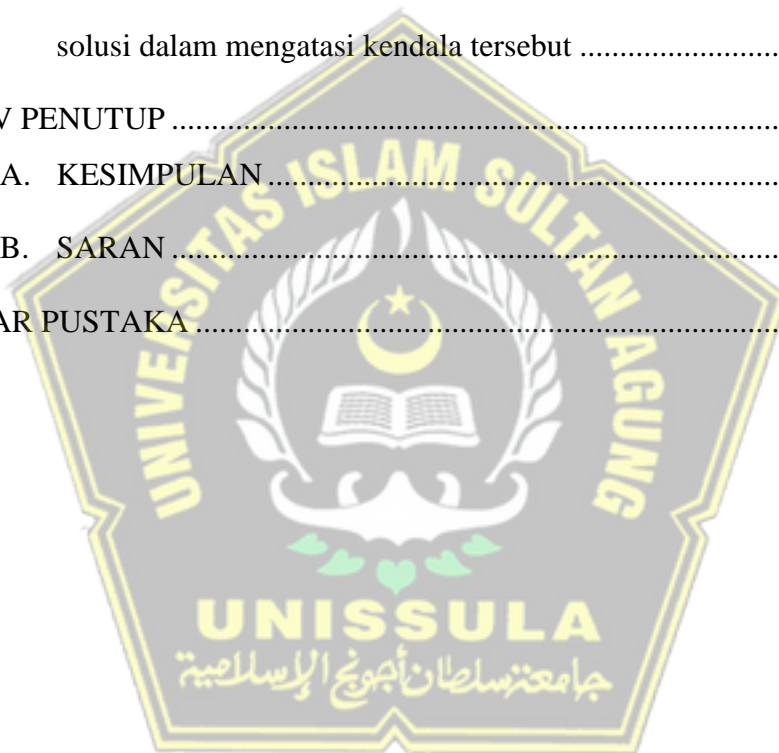 solusi dalam mengatasi kendala tersebut ........................
V PENUTUP ........................................................................
A. KESIMPULAN ............................................................
UNIVERSITAS ISLAM SULTAN AGUNG
B. SARAN ........................................................................
AR PUSTAKA .....................................................................
UNISSULA
جامعة سلطان أجونج الإسلامية